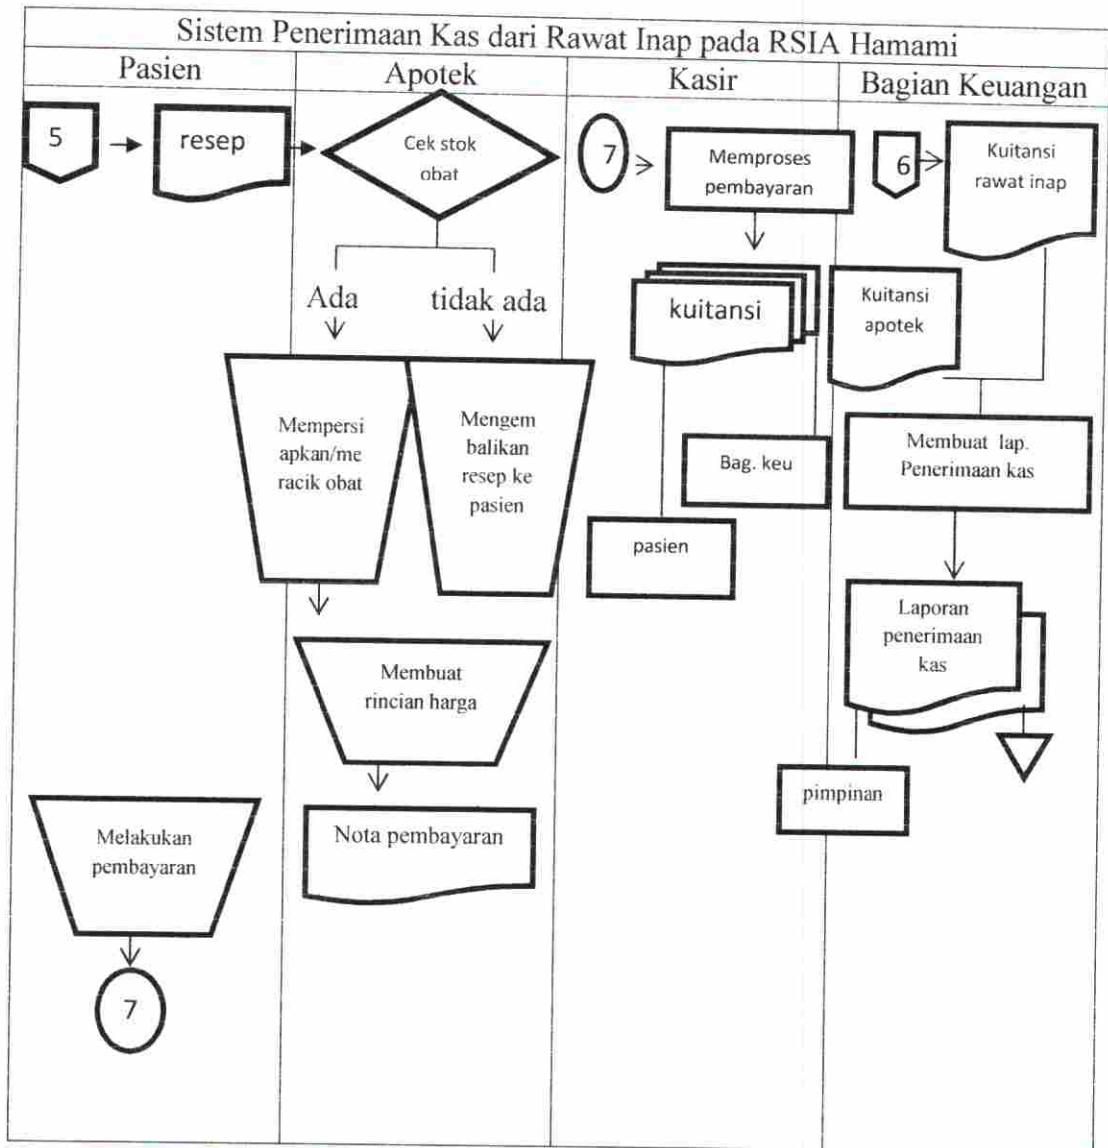 Sistem Penerimaan Kas dari Rawat Inap pada RSIA Hamami
Pasien
Apotek
Kasir
Bagian Keuangan
5
resep
Cek stok
obat
Ada
tidak ada
Mempersi
apkan/me
racik obat
Mengem
balikan
resep ke
pasien
Membuat
rincian harga
Nota pembayaran
Melakukan
pembayaran
7
7
Memproses
pembayaran
kuitansi
Bag. keu
pasien
6
Kuitansi
rawat inap
Kuitansi
apotek
Membuat lap.
Penerimaan kas
Laporan
penerimaan
kas
pimpinan